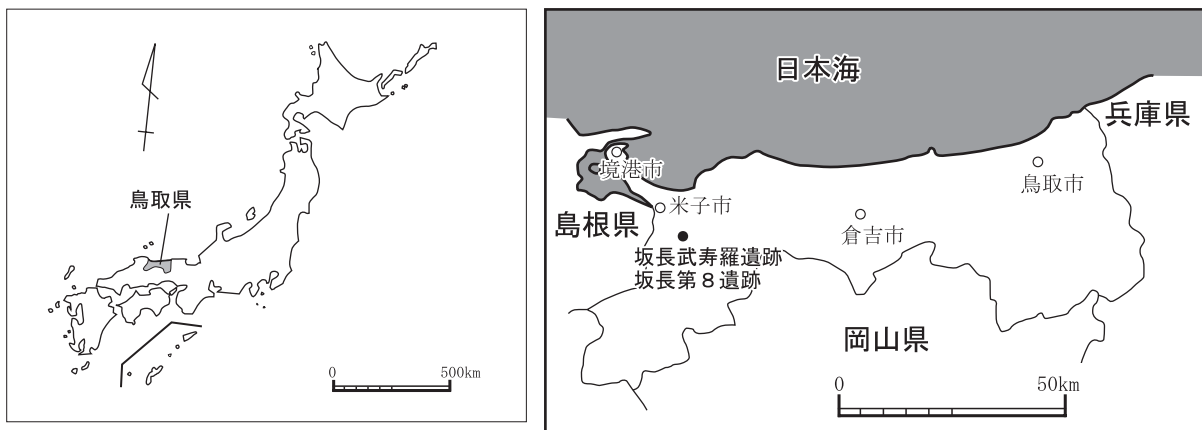 鳥取県
0
500km
日本海
兵庫県
境港市
鳥取市
米子市
島根県
倉吉市
坂長武寿羅遺跡
坂長第８遺跡
岡山県
0
50km